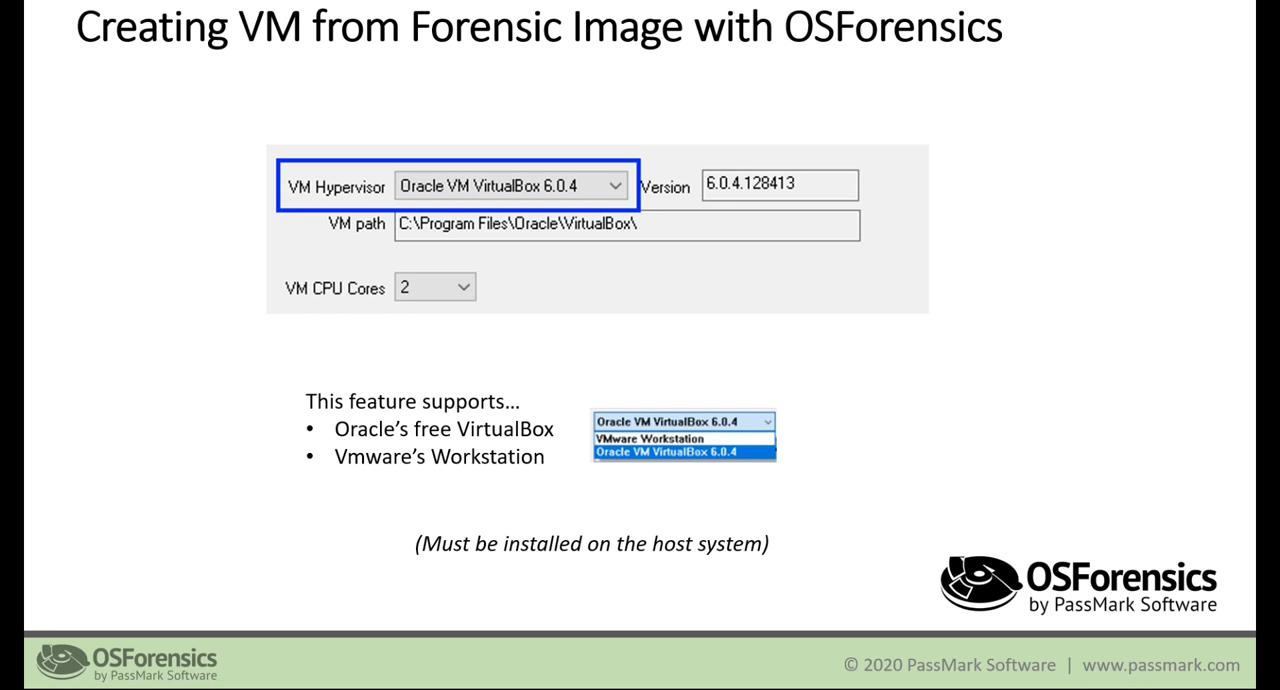 Creating VM from Forensic Image with OSForensics
VM Hypervisor Oracle VM VirtualBox 6.0.4 Version 6.0.4.128413
VM path C:\Program Files\Oracle\VirtualBox\
VM CPU Cores 2
This feature supports...
• Oracle’s free VirtualBox
• Vmware’s Workstation
Oracle VM VirtualBox 6.0.4
VMware Workstation
Oracle VM VirtualBox 6.0.4
(Must be installed on the host system)
OSForensics
by PassMark Software
OSForensics
by PassMark Software
© 2020 PassMark Software | www.passmark.com